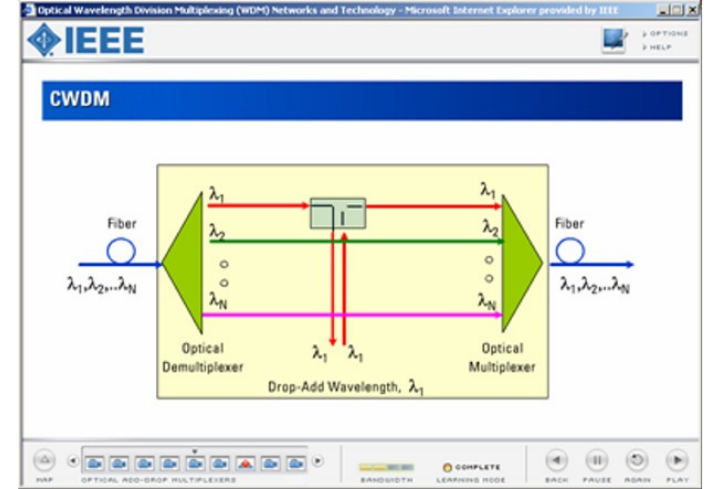 Optical Wavelength Division Multiplexing (WDM) Networks and Technology - Microsoft Internet Explorer provided by IEEE
IEEE
OPTIONS
HELP
CWDM
λ1 λ1
Fiber λ2 λ2 Fiber
λ1,λ2,..λN λN λN λ1,λ2,..λN
Optical Demultiplexer
λ1 λ1
Optical Multiplexer
Drop-Add Wavelength, λ1
MAP
OPTICAL ADD-DROP MULTIPLEXERS
BANDWIDTH
COMPLETE
LEARNING MODE
BACK PAUSE AGAIN PLAY